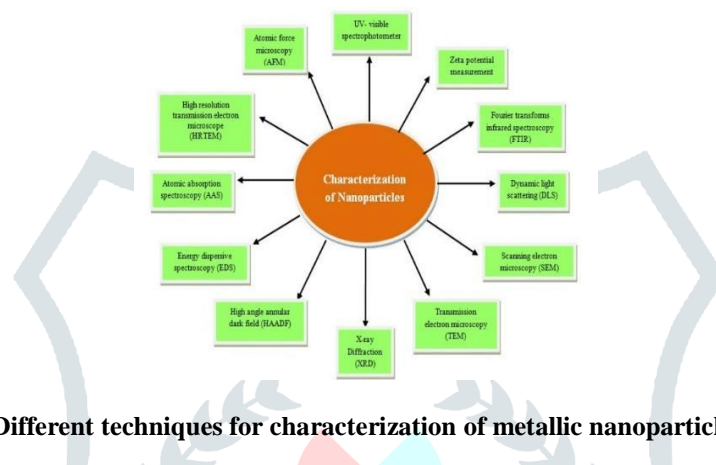 UV- visible
spectrophotometer
Atomic force
microscopy
(AFM)
Zeta potential
measurement
High resolution
transmission electron
microscope
(HRTEM)
Fourier transforms
infrared spectroscopy
(FTIR)
Characterization
of Nanoparticles
Atomic absorption
spectroscopy (AAS)
Dynamic light
scattering (DLS)
Energy dispersive
spectroscopy (EDS)
Scanning electron
microscopy (SEM)
High angle annular
dark field (HAADF)
Transmission
electron microscopy
(TEM)
X-ray
Diffraction
(XRD)
Different techniques for characterization of metallic nanoparticl